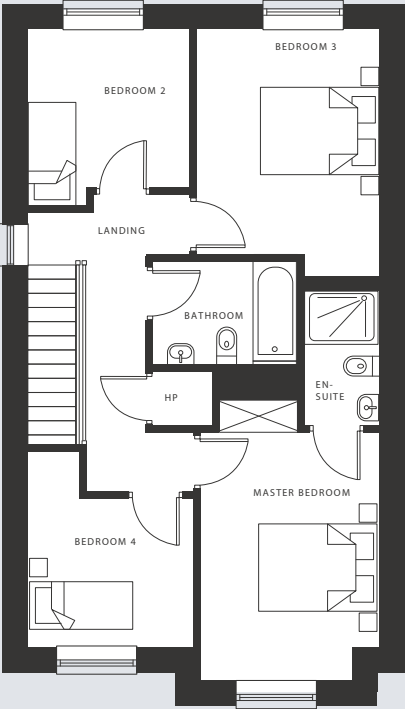 BEDROOM 3
BEDROOM 2
LANDING
BATHROOM
EN-
SUITE
HP
MASTER BEDROOM
BEDROOM 4